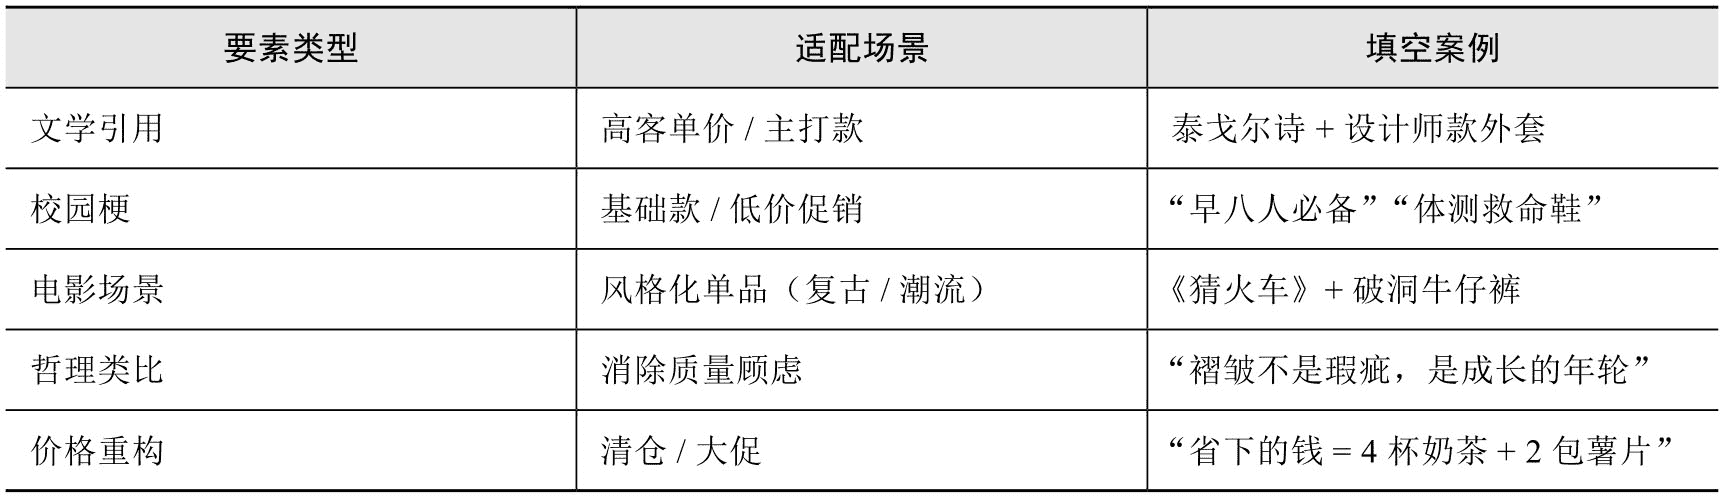 要素类型 适配场景 填空案例
文学引用 高客单价 / 主打款 泰戈尔诗 + 设计师款外套
校园梗 基础款 / 低价促销 “早八人必备”“体测救命鞋”
电影场景 风格化单品（复古 / 潮流） 《猜火车》+ 破洞牛仔裤
哲理类比 消除质量顾虑 “褶皱不是瑕疵，是成长的年轮”
价格重构 清仓 / 大促 “省下的钱 = 4 杯奶茶 + 2 包薯片”